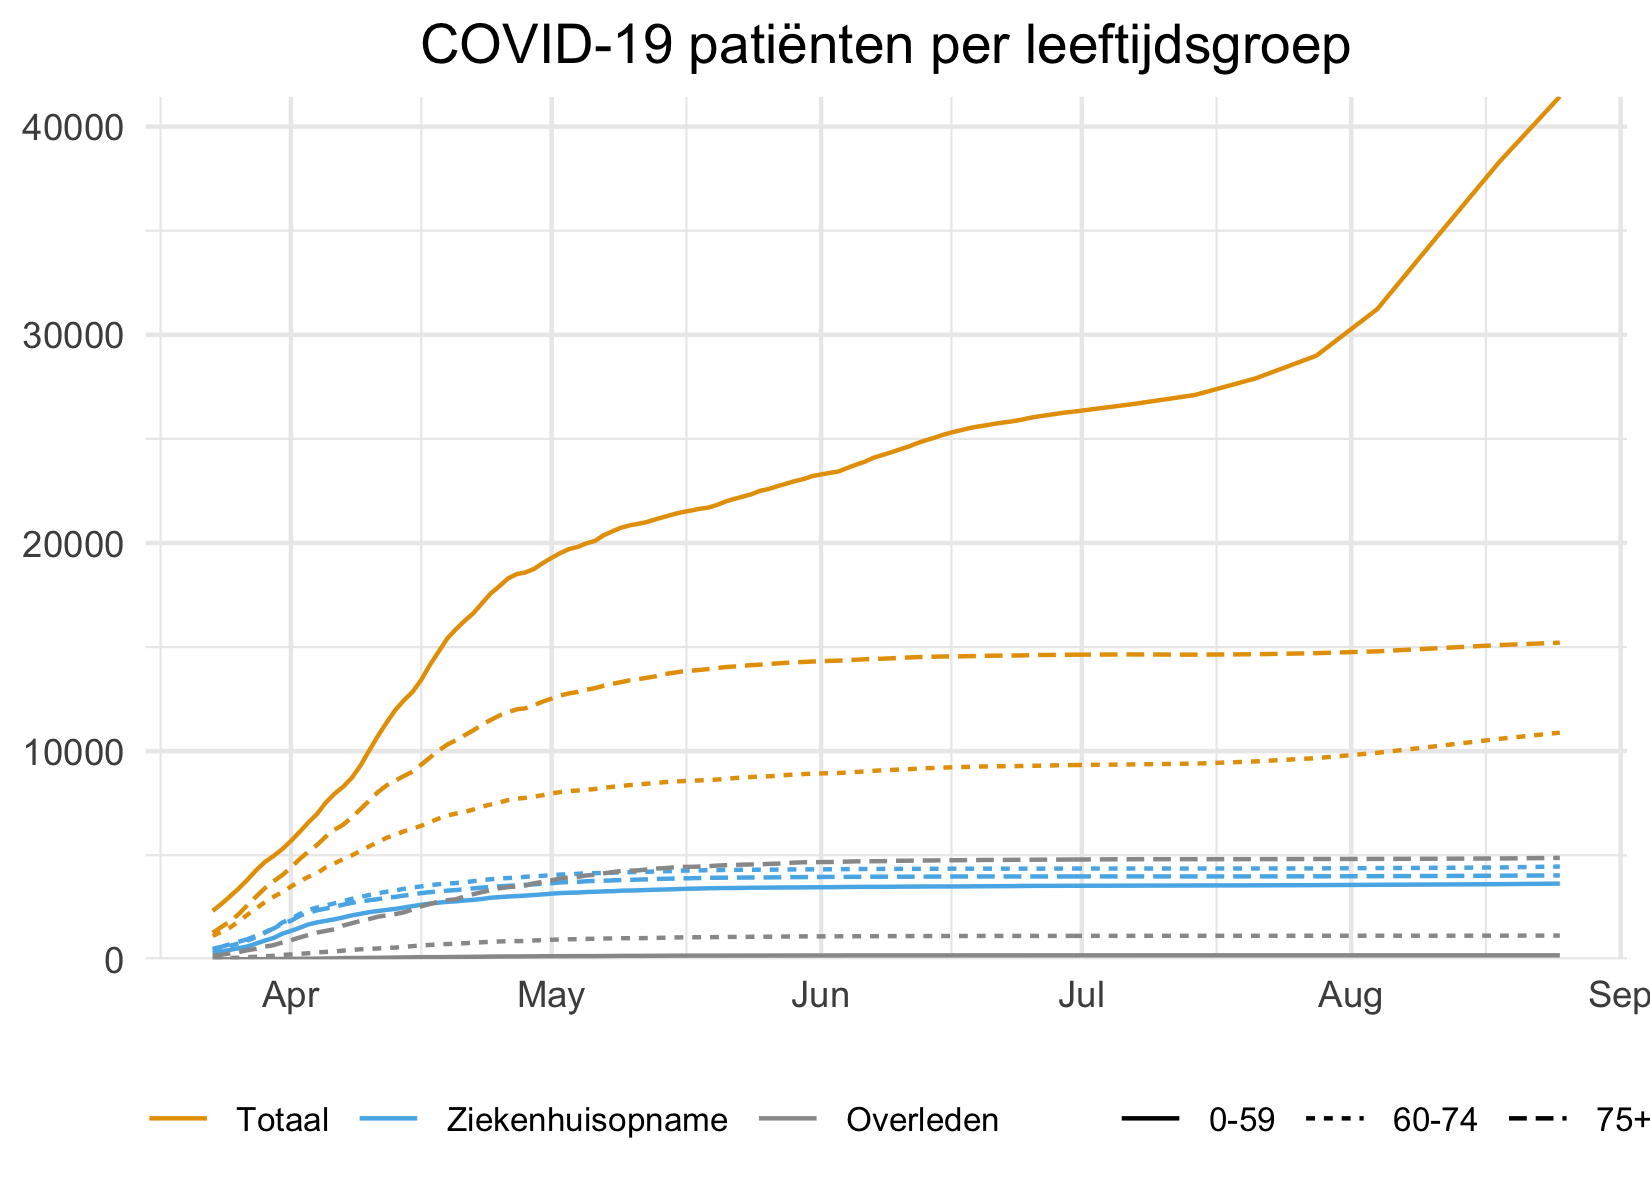 COVID-19 patiënten per leeftijdsgroep
40000
30000
20000
10000
0
Apr May Jun Jul Aug Sep
Totaal Ziekenhuisopname Overleden 0-59 60-74 75+